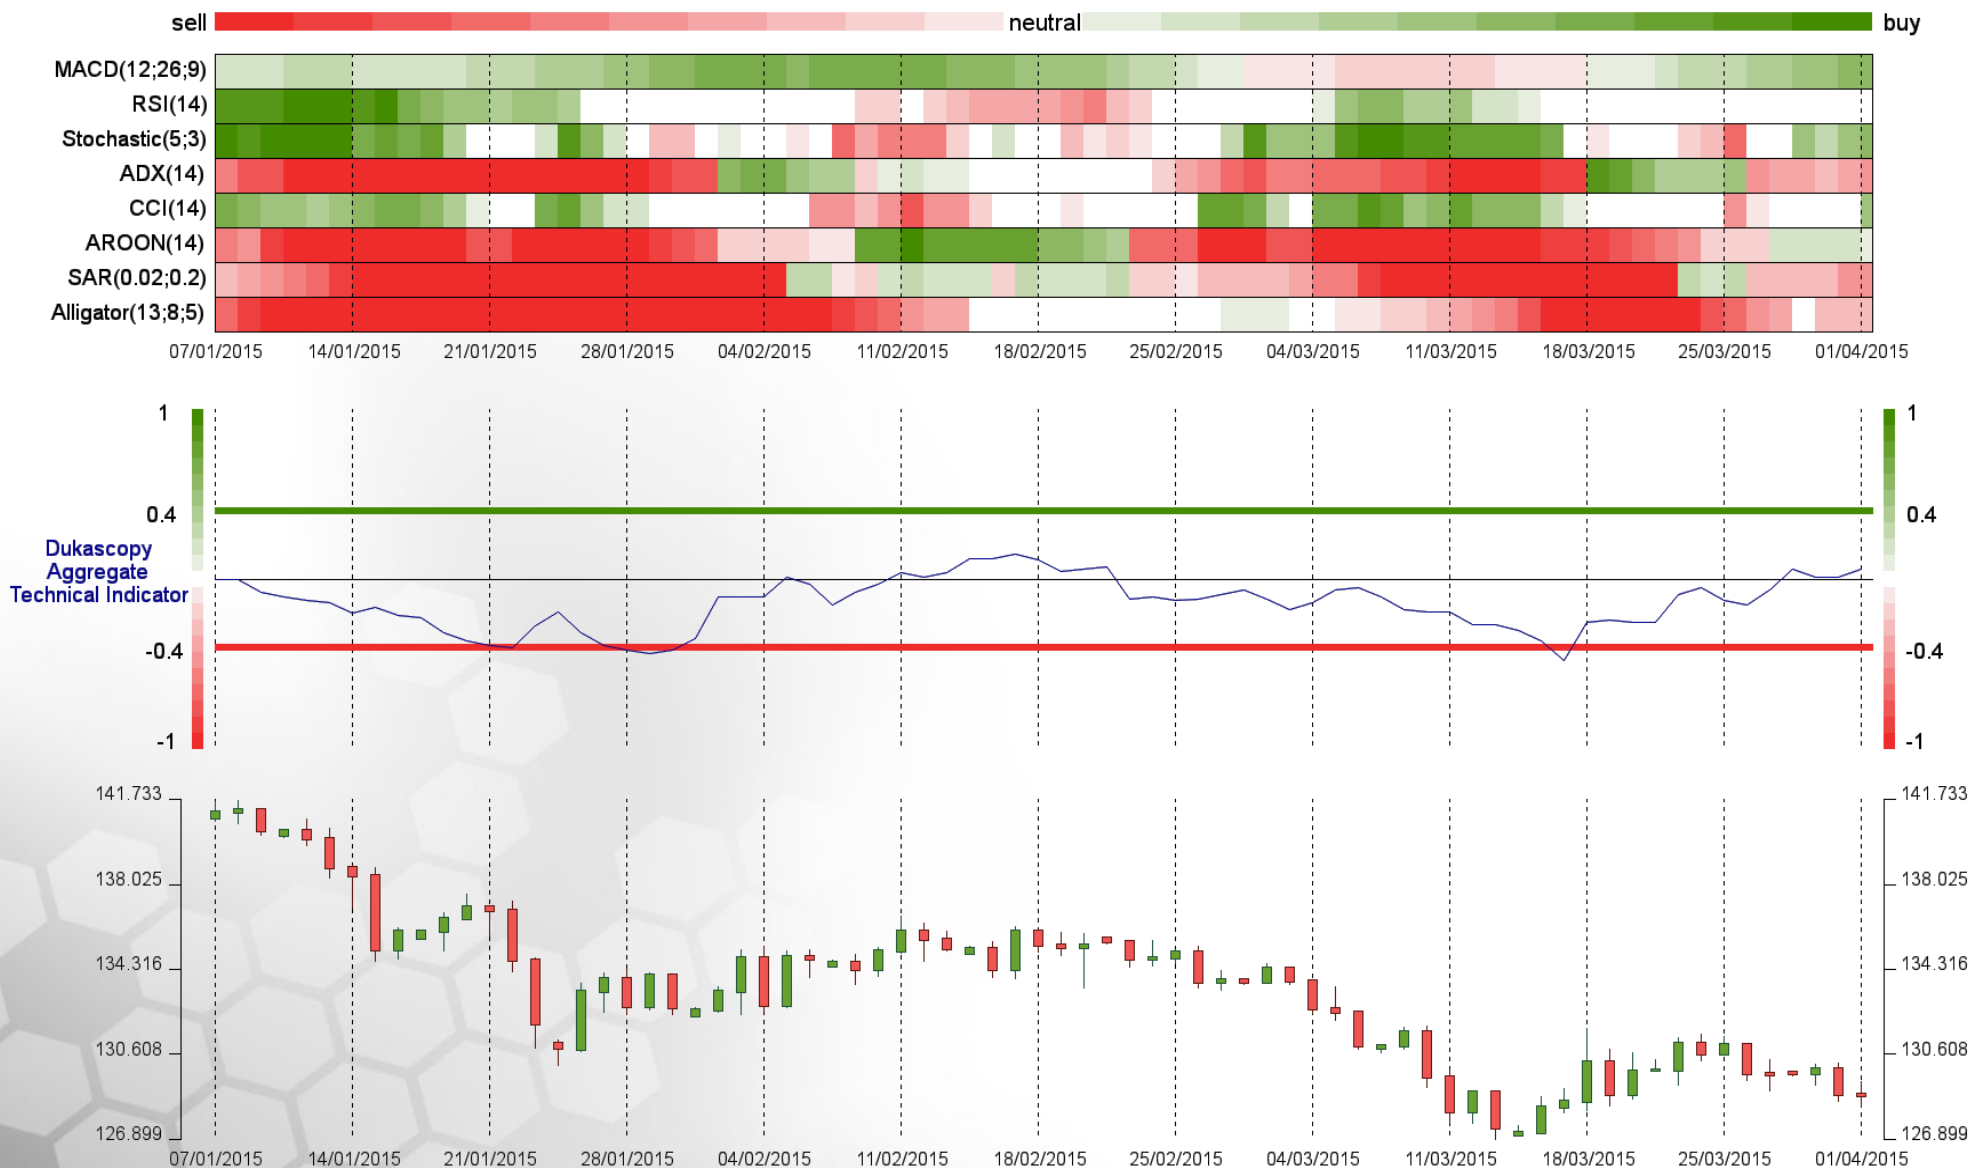 sell neutral buy
MACD(12;26;9)
RSI(14)
Stochastic(5;3)
ADX(14)
CCI(14)
AROON(14)
SAR(0.02;0.2)
Alligator(13;8;5)
07/01/2015 14/01/2015 21/01/2015 28/01/2015 04/02/2015 11/02/2015 18/02/2015 25/02/2015 04/03/2015 11/03/2015 18/03/2015 25/03/2015 01/04/2015
1 1
0.4 0.4
Dukascopy
Aggregate
Technical Indicator
-0.4 -0.4
-1 -1
141.733 141.733
138.025 138.025
134.316 134.316
130.608 130.608
126.899 126.899
07/01/2015 14/01/2015 21/01/2015 28/01/2015 04/02/2015 11/02/2015 18/02/2015 25/02/2015 04/03/2015 11/03/2015 18/03/2015 25/03/2015 01/04/2015